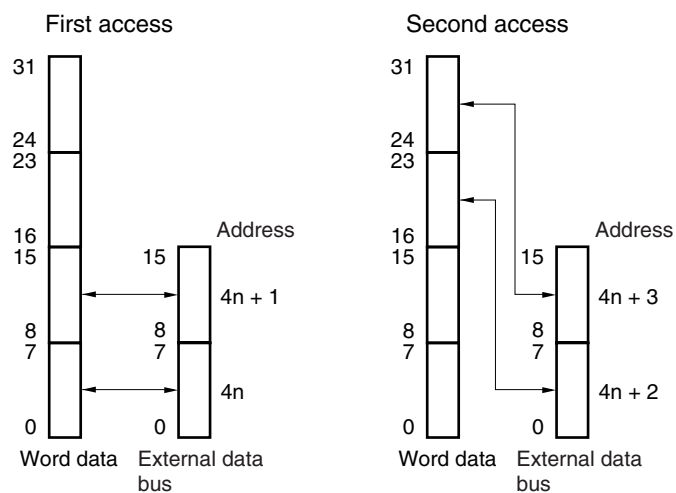 First access
31
24
23
16
15
8
7
0
Word data
Address
15
4n + 1
8
7
4n
0
External data
bus
Second access
31
24
23
16
15
8
7
0
Word data
Address
15
4n + 3
8
7
4n + 2
0
External data
bus